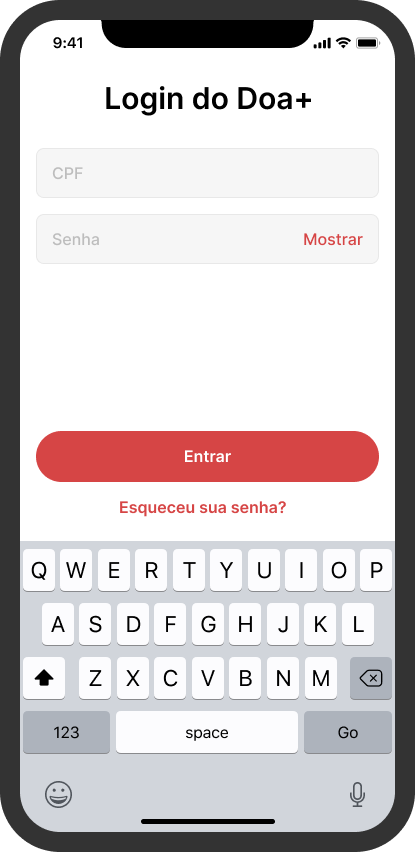 9:41
Login do Doa+
CPF
Senha Mostrar
Entrar
Esqueceu sua senha?
Q W E R T Y U I O P
A S D F G H J K L
Z X C V B N M
123 space Go